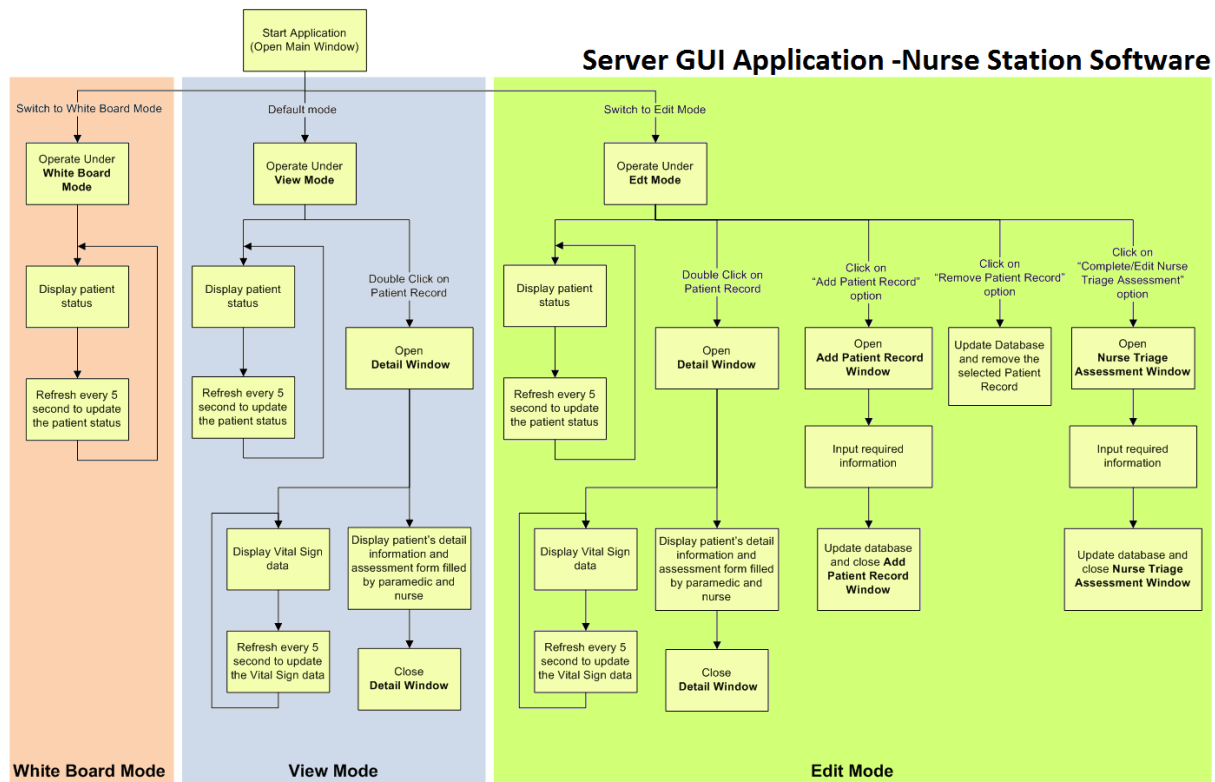 Start Application
(Open Main Window)
Server GUI Application -Nurse Station Software
Switch to White Board Mode
Default mode
Switch to Edit Mode
Operate Under
White Board
Mode
Operate Under
View Mode
Operate Under
Edt Mode
Display patient
status
Refresh every 5
second to update
the patient status
Display patient
status
Refresh every 5
second to update
the patient status
Double Click on
Patient Record
Open
Detail Window
Display Vital Sign
data
Refresh every 5
second to update
the Vital Sign data
Display patient's detail
information and
assessment form filled
by paramedic and
nurse
Close
Detail Window
Display patient
status
Refresh every 5
second to update
the patient status
Double Click on
Patient Record
Open
Detail Window
Display Vital Sign
data
Refresh every 5
second to update
the Vital Sign data
Display patient's detail
information and
assessment form filled
by paramedic and
nurse
Close
Detail Window
Click on
“Add Patient Record”
option
Open
Add Patient Record
Window
Input required
information
Update database
and close Add
Patient Record
Window
Click on
“Remove Patient Record”
option
Update Database
and remove the
selected Patient
Record
Click on
“Complete/Edit Nurse
Triage Assessment”
option
Open
Nurse Triage
Assessment Window
Input required
information
Update database and
close Nurse Triage
Assessment Window
White Board Mode
View Mode
Edit Mode